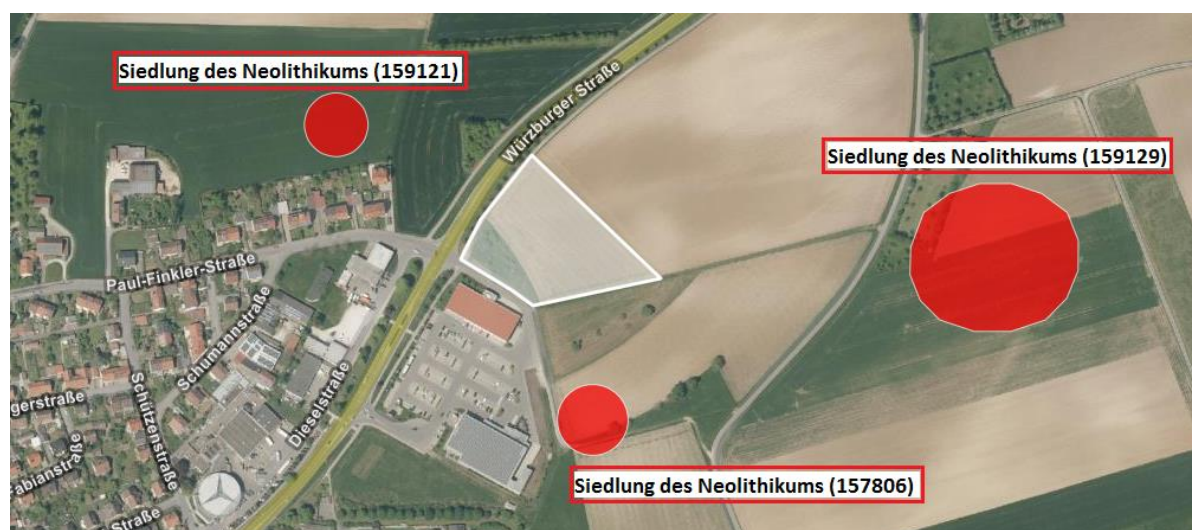 Siedlung des Neolithikums (159121)
Würzburger Straße
Siedlung des Neolithikums (159129)
Paul-Finkler-Straße
Schumannstraße
Dieselstraße
Schützenstraße
gerstraße
Fabianstraße
Siedlung des Neolithikums (157806)
Straße